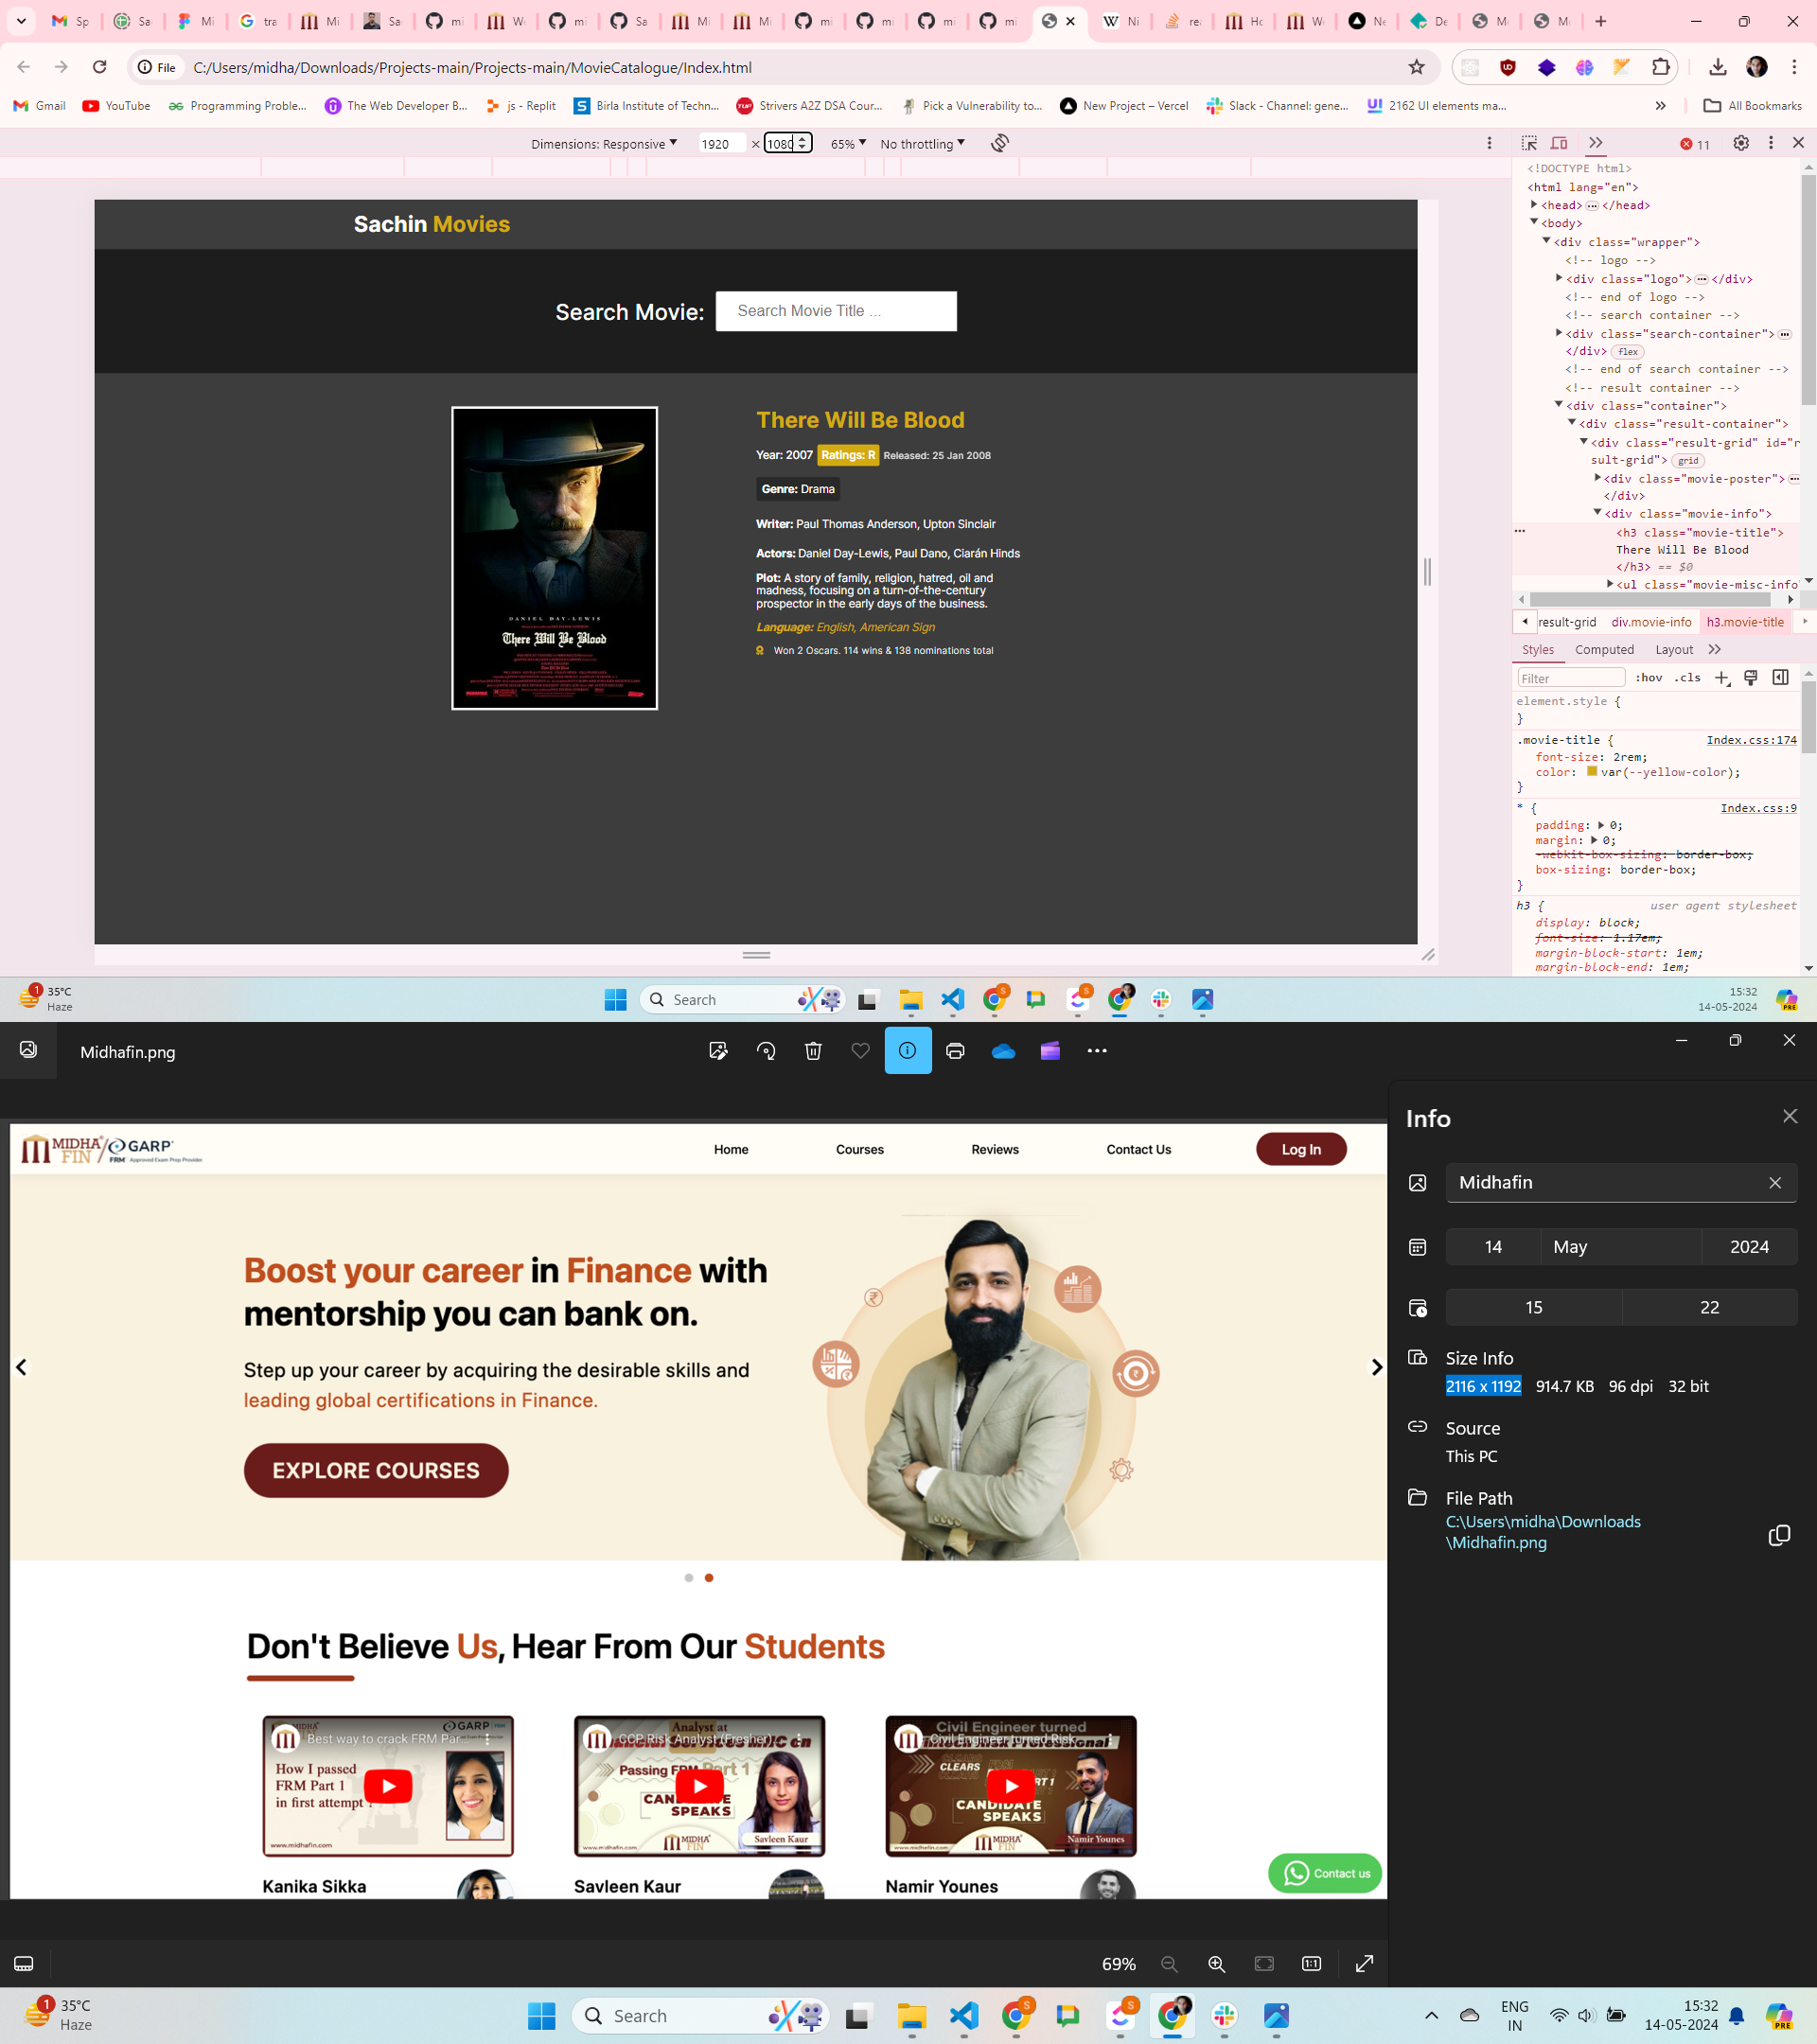 Sp
Sa
Mi
tra
Mi
Sa
mi
We
mi
Sa
Mi
Mi
mi
mi
mi
mi
Ni
re
Ho
We
Ne
De
M
M
File C:/Users/midha/Downloads/Projects-main/Projects-main/MovieCatalogue/Index.html
Gmail YouTube Programming Proble... The Web Developer B... js - Replit Birla Institute of Techn... Strivers A2Z DSA Cour... Pick a Vulnerability to... New Project – Vercel Slack - Channel: gene... 2162 UI elements ma... » All Bookmarks
Dimensions: Responsive 1920 × 1080 65% No throttling
11
Sachin Movies
Search Movie: Search Movie Title ...
There Will Be Blood
Year: 2007 Ratings: R Released: 25 Jan 2008
Genre: Drama
Writer: Paul Thomas Anderson, Upton Sinclair
Actors: Daniel Day-Lewis, Paul Dano, Ciarán Hinds
Plot: A story of family, religion, hatred, oil and
madness, focusing on a turn-of-the-century
prospector in the early days of the business.
Language: English, American Sign
Won 2 Oscars. 114 wins & 138 nominations total
DANIEL DAY-LEWIS
There Will Be Blood
<!DOCTYPE html>
<html lang="en">
<head> ... </head>
<body>
<div class="wrapper">
<!-- logo -->
<div class="logo"> ... </div>
<!-- end of logo -->
<!-- search container -->
<div class="search-container"> ...
</div> flex
<!-- end of search container -->
<!-- result container -->
<div class="container">
<div class="result-container">
<div class="result-grid" id="r
sult-grid"> grid
<div class="movie-poster"> ...
</div>
<div class="movie-info">
<h3 class="movie-title">
There Will Be Blood
</h3> == $0
<ul class="movie-misc-info
result-grid div.movie-info h3.movie-title
Styles Computed Layout »
Filter :hov .cls
element.style {
}
.movie-title { Index.css:174
font-size: 2rem;
color: var(--yellow-color);
}
* { Index.css:9
padding: 0;
margin: 0;
-webkit-box-sizing: border-box;
box-sizing: border-box;
}
h3 { user agent stylesheet
display: block;
font-size: 1.17em;
margin-block-start: 1em;
margin-block-end: 1em;
1 35°C
Haze
Search
15:32
14-05-2024
PRE
Midhafin.png
MIDHA FIN / GARP
FRM Approved Exam Prep Provider
Home Courses Reviews Contact Us Log In
Boost your career in Finance with
mentorship you can bank on.
Step up your career by acquiring the desirable skills and
leading global certifications in Finance.
EXPLORE COURSES
Don't Believe Us, Hear From Our Students
Best way to crack FRM Par...
GARP
How I passed
FRM Part 1
in first attempt
www.midhafin.com
Analyst at
CCP Risk Analyst (Fresher)...
Passing FRM Part 1
CANDIDATE
SPEAKS
Savleen Kaur
MIDHA FIN
www.midhafin.com
Civil Engineer turned
Civil Engineer turned Risk
CLEARS
CANDIDATE
SPEAKS
Namir Younes
MIDHA FIN
www.midhafin.com
Kanika Sikka
Savleen Kaur
Namir Younes
Contact us
Info
Midhafin
14 May 2024
15 22
Size Info
2116 x 1192 914.7 KB 96 dpi 32 bit
Source
This PC
File Path
C:\Users\midha\Downloads
\Midhafin.png
69%
1:1
1 35°C
Haze
Search
ENG
IN
15:32
14-05-2024
PRE